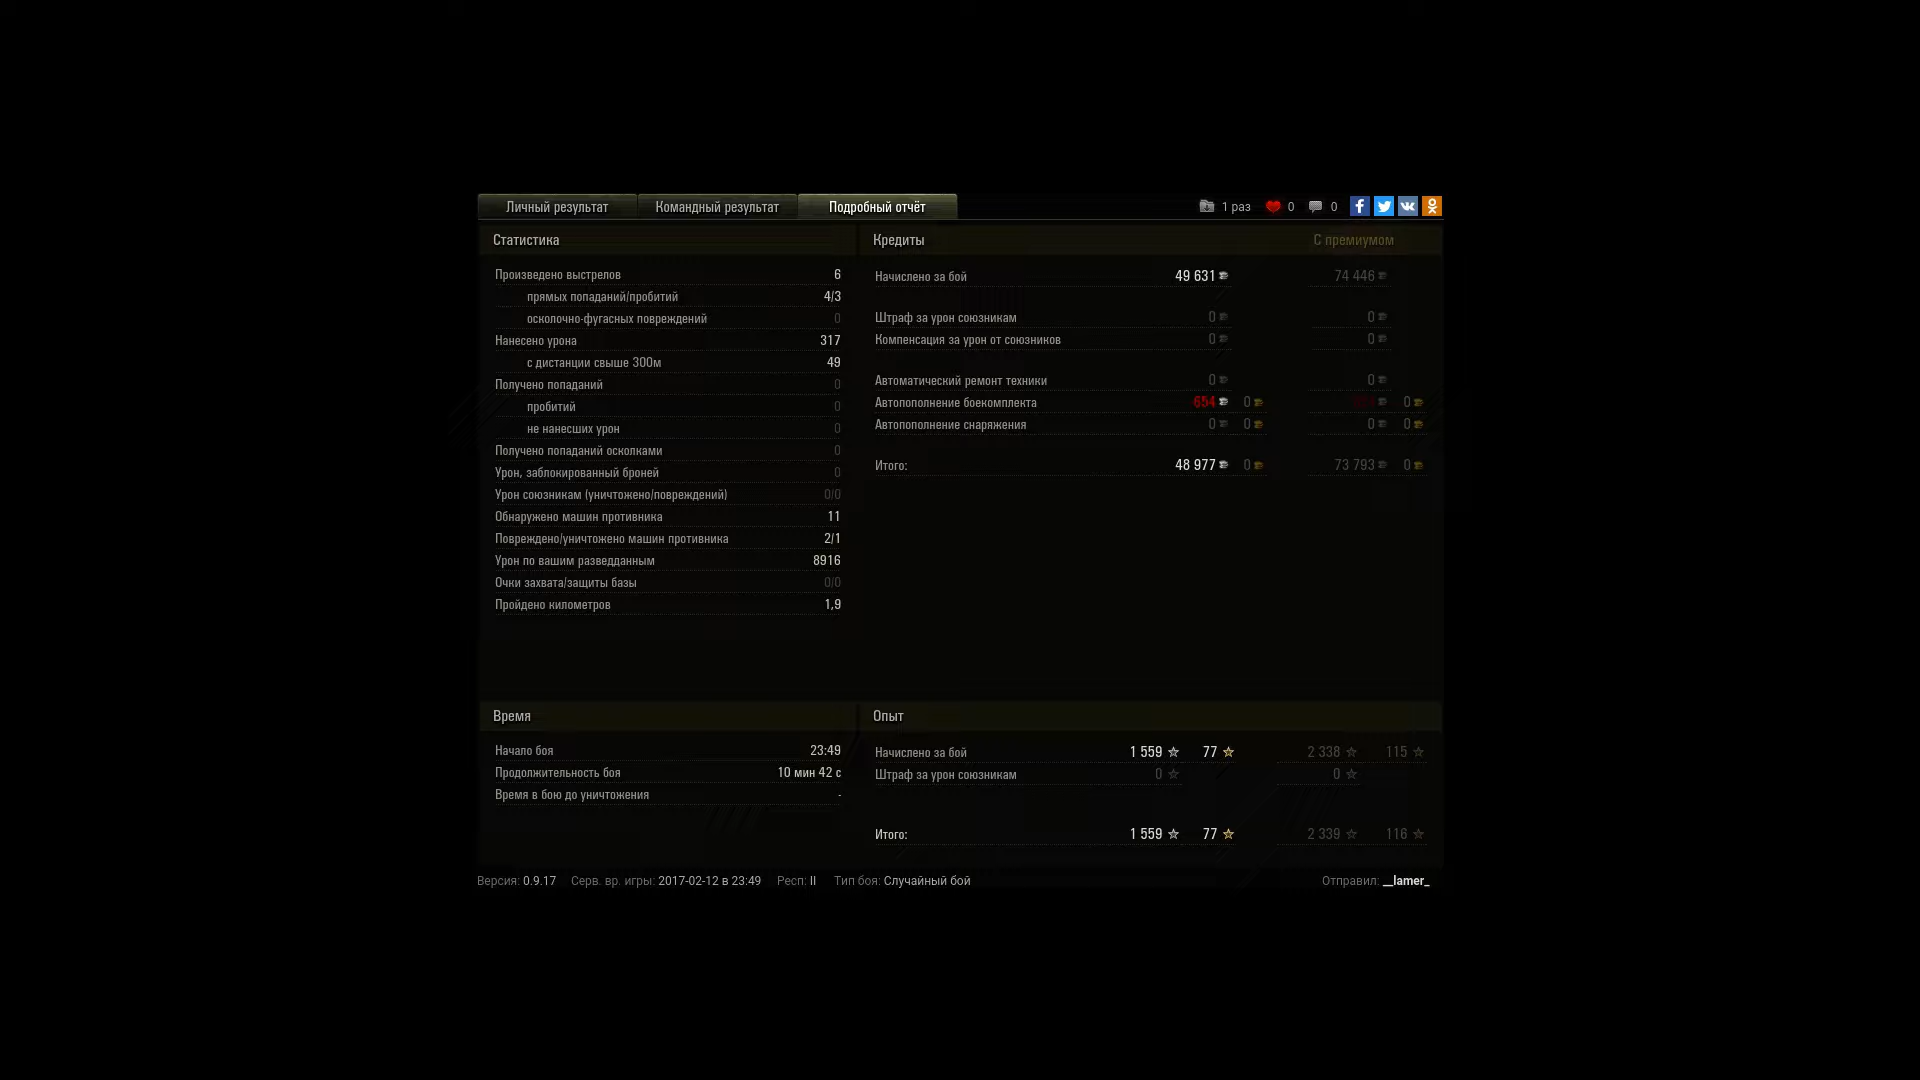 Личный результат Командный результат Подробный отчёт 1 раз 0 0
Статистика
Произведено выстрелов 6
прямых попаданий/пробитий 4/3
осколочно-фугасных повреждений 0
Нанесено урона 317
с дистанции свыше 300м 49
Получено попаданий 0
пробитий 0
не нанесших урон 0
Получено попаданий осколками 0
Урон, заблокированный броней 0
Урон союзникам (уничтожено/повреждений) 0/0
Обнаружено машин противника 11
Повреждено/уничтожено машин противника 2/1
Урон по вашим разведданным 8916
Очки захвата/защиты базы 0/0
Пройдено километров 1,9
Кредиты С премиумом
Начислено за бой 49 631 74 446
Штраф за урон союзникам 0 0
Компенсация за урон от союзников 0 0
Автоматический ремонт техники 0 0
Автопополнение боекомплекта 654 0 0
Автопополнение снаряжения 0 0 0 0
Итого: 48 977 0 73 793 0
Время
Начало боя 23:49
Продолжительность боя 10 мин 42 с
Время в бою до уничтожения -
Опыт
Начислено за бой 1 559 77 2 338 115
Штраф за урон союзникам 0 0
Итого: 1 559 77 2 339 116
Версия: 0.9.17 Серв. вр. игры: 2017-02-12 в 23:49 Респ: II Тип боя: Случайный бой Отправил: __lamer_